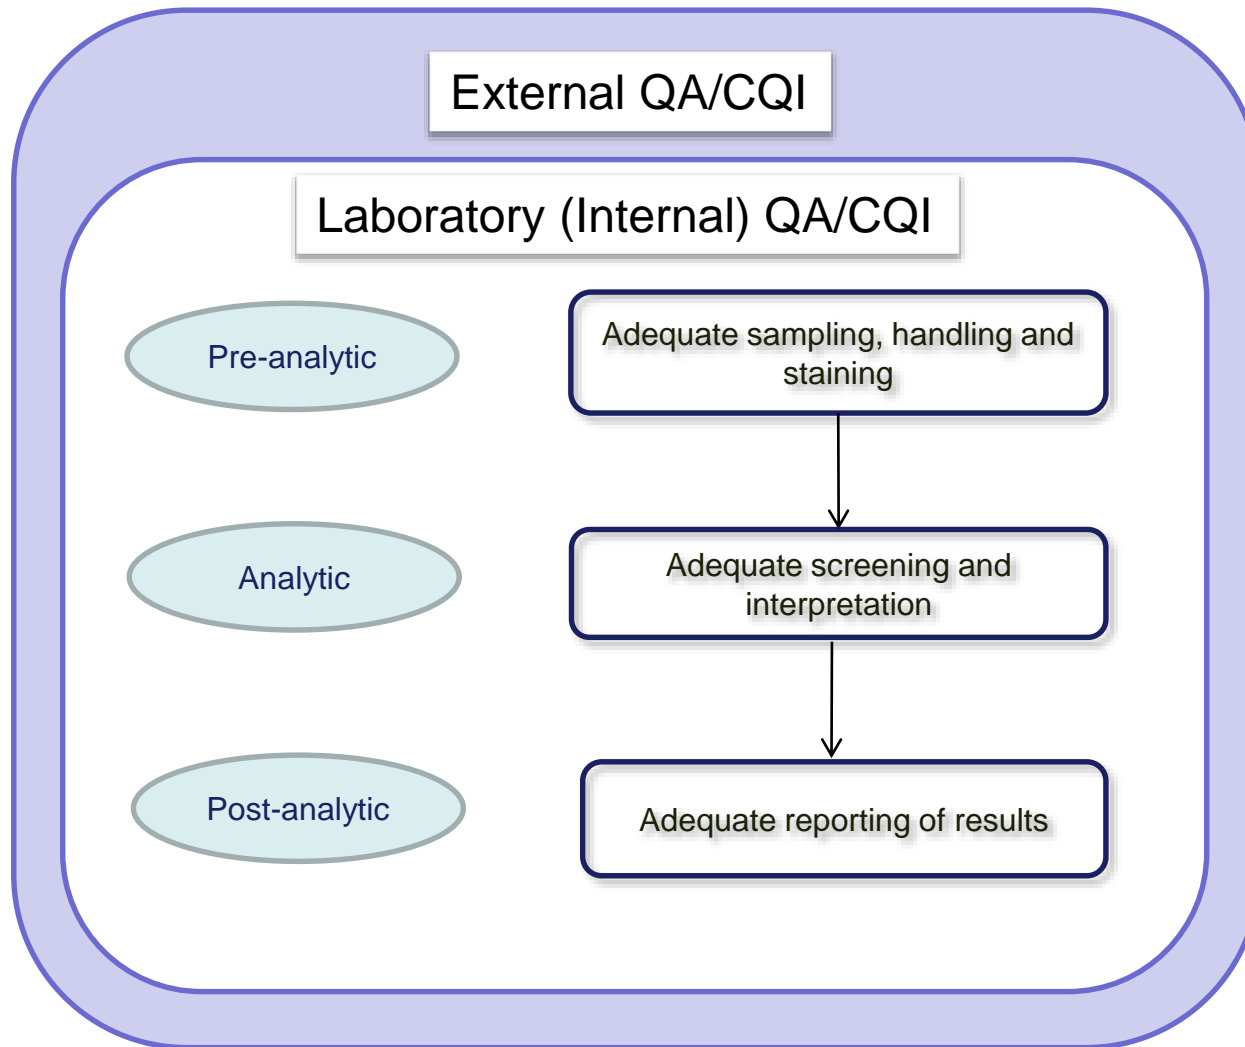 External QA/CQI
Laboratory (Internal) QA/CQI
Pre-analytic
Adequate sampling, handling and
staining
Analytic
Adequate screening and
interpretation
Post-analytic
Adequate reporting of results